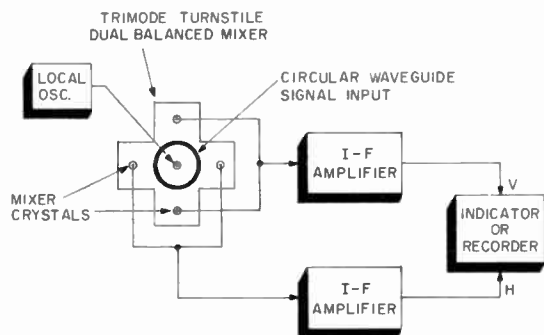 TRIMODE TURNSTILE
DUAL BALANCED MIXER
LOCAL
OSC.
CIRCULAR WAVEGUIDE
SIGNAL INPUT
I-F
AMPLIFIER
V
MIXER
CRYSTALS
INDICATOR
OR
RECORDER
I-F
AMPLIFIER
H